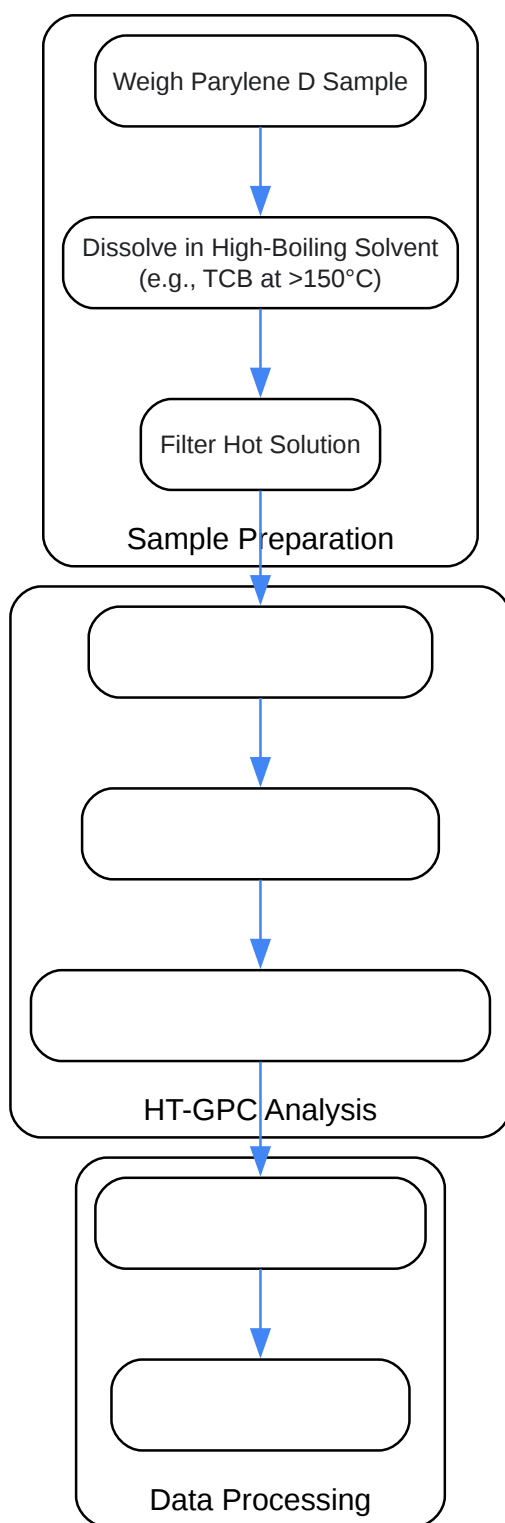 Weigh Parylene D Sample
Dissolve in High-Boiling Solvent
(e.g., TCB at >150°C)
Filter Hot Solution
Sample Preparation
HT-GPC Analysis
Data Processing